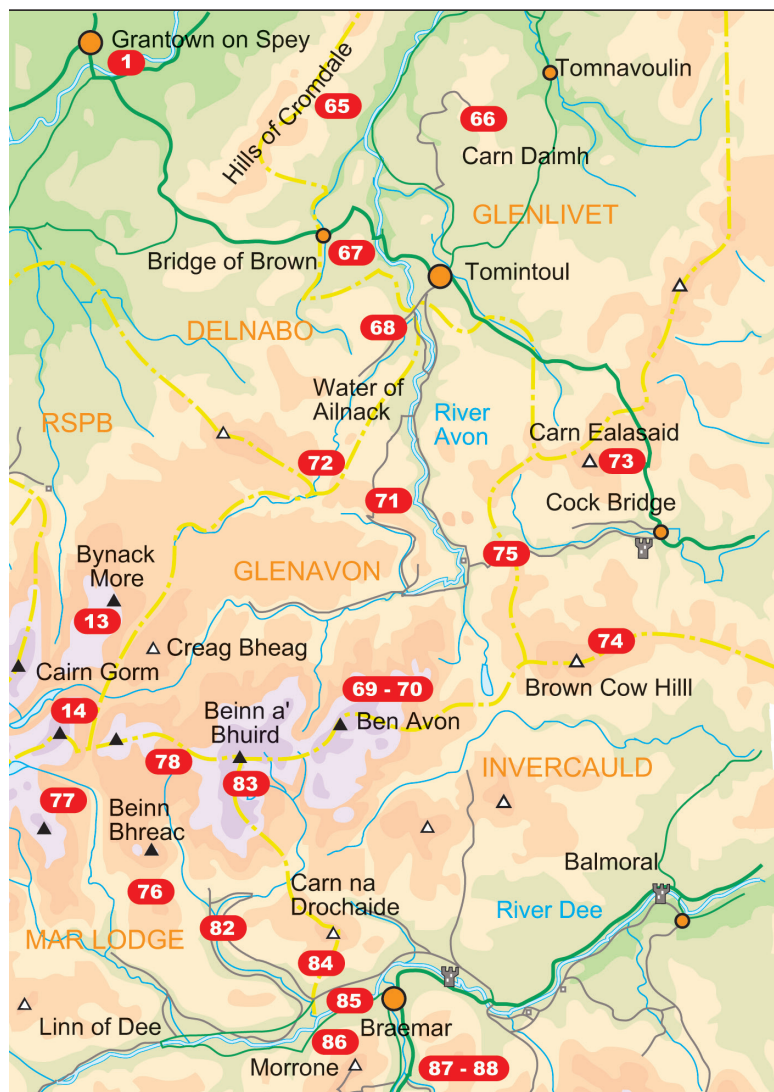 Grantown on Spey
1
Tomnavoulin
Hills of Cromdale
65
66
Carn Daimh
GLENLIVET
Bridge of Brown
67
Tomintoul
DELNABO
68
Water of
Ailnack
River
Avon
RSPB
Carn Ealasaid
72
73
71
Cock Bridge
Bynack
More
GLENAVON
75
13
Creag Bheag
74
Cairn Gorm
69 - 70
Brown Cow Hilll
14
Beinn a'
Bhuird
Ben Avon
78
83
INVERCAULD
77
Beinn
Bhreac
Balmoral
76
Carn na
Drochaide
River Dee
82
MAR LODGE
84
85
Linn of Dee
Braemar
86
Morrone
87 - 88